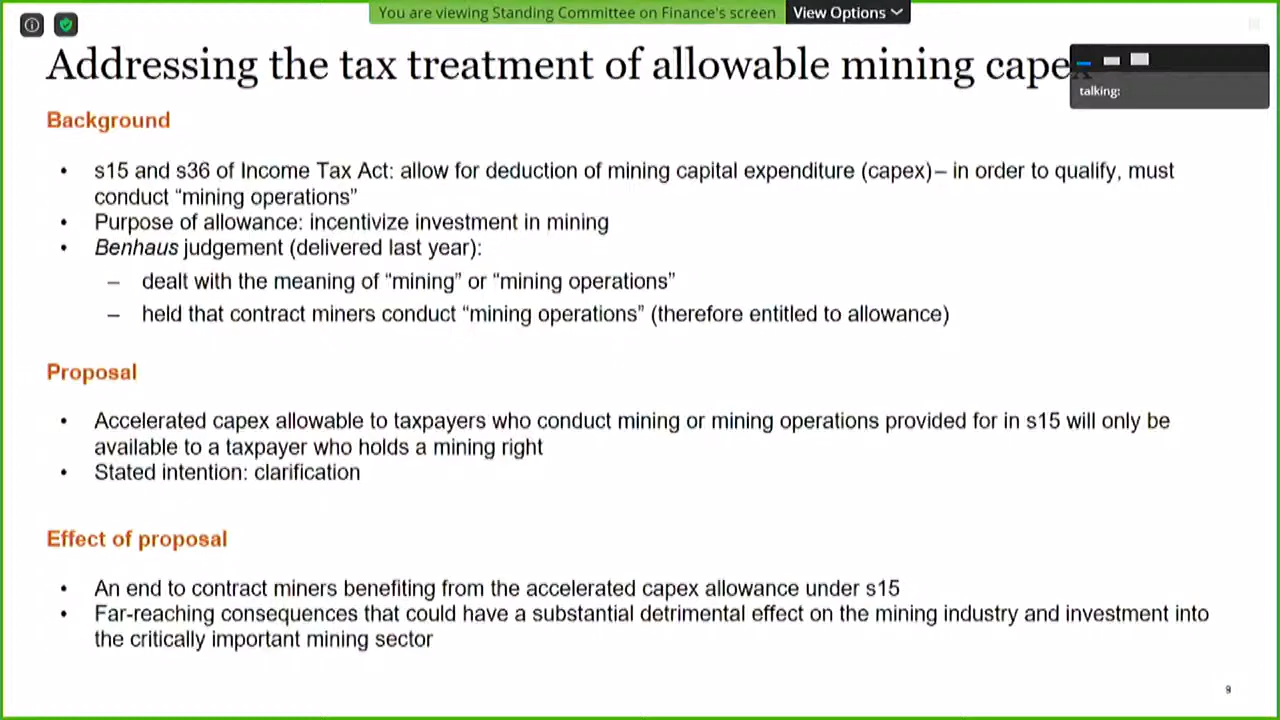 You are viewing Standing Committee on Finance's screen
View Options
Addressing the tax treatment of allowable mining capex
talking:
Background
• s15 and s36 of Income Tax Act: allow for deduction of mining capital expenditure (capex)– in order to qualify, must
conduct “mining operations”
• Purpose of allowance: incentivize investment in mining
• Benhaus judgement (delivered last year):
– dealt with the meaning of “mining” or “mining operations”
– held that contract miners conduct “mining operations” (therefore entitled to allowance)
Proposal
• Accelerated capex allowable to taxpayers who conduct mining or mining operations provided for in s15 will only be
available to a taxpayer who holds a mining right
• Stated intention: clarification
Effect of proposal
• An end to contract miners benefiting from the accelerated capex allowance under s15
• Far-reaching consequences that could have a substantial detrimental effect on the mining industry and investment into
the critically important mining sector
9